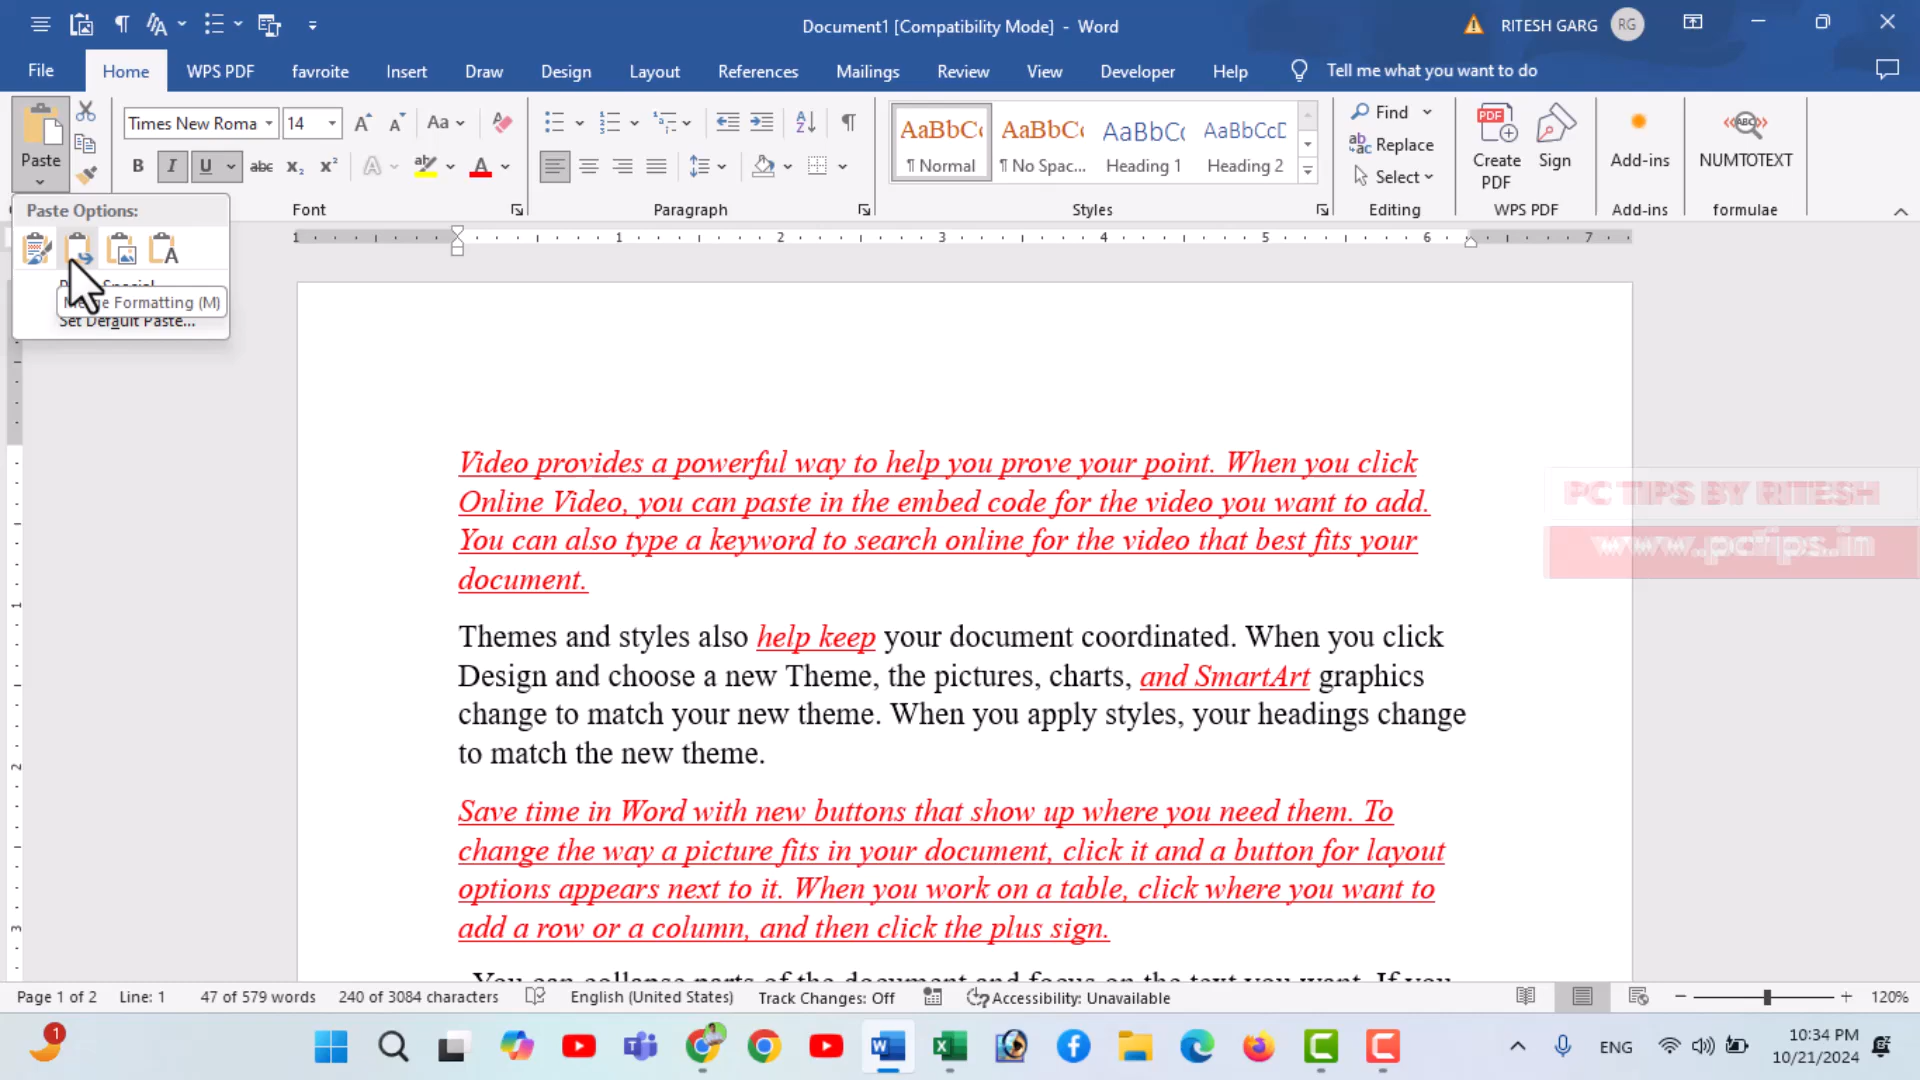 Document1 [Compatibility Mode] - Word
RITESH GARG
RG
File
Home
WPS PDF
favroite
Insert
Draw
Design
Layout
References
Mailings
Review
View
Developer
Help
Tell me what you want to do
Paste
Times New Roma
14
Aa
AaBbC
¶ Normal
AaBbC
¶ No Spac...
AaBbC
Heading 1
AaBbCcD
Heading 2
Find
Replace
Select
Create
PDF
Sign
Add-ins
NUMTOTEXT
Font
Paragraph
Styles
Editing
WPS PDF
Add-ins
formulae
Paste Options:
Merge Formatting (M)
Set Default Paste...
1 1 2 3 4 5 6 7
Video provides a powerful way to help you prove your point. When you click
Online Video, you can paste in the embed code for the video you want to add.
You can also type a keyword to search online for the video that best fits your
document.
PC TIPS BY RITESH
www.pctips.in
Themes and styles also help keep your document coordinated. When you click
Design and choose a new Theme, the pictures, charts, and SmartArt graphics
change to match your new theme. When you apply styles, your headings change
to match the new theme.
Save time in Word with new buttons that show up where you need them. To
change the way a picture fits in your document, click it and a button for layout
options appears next to it. When you work on a table, click where you want to
add a row or a column, and then click the plus sign.
You can collapse parts of the document and focus on the text you want. If you
Page 1 of 2
Line: 1
47 of 579 words
240 of 3084 characters
English (United States)
Track Changes: Off
Accessibility: Unavailable
120%
1
ENG
10:34 PM
10/21/2024